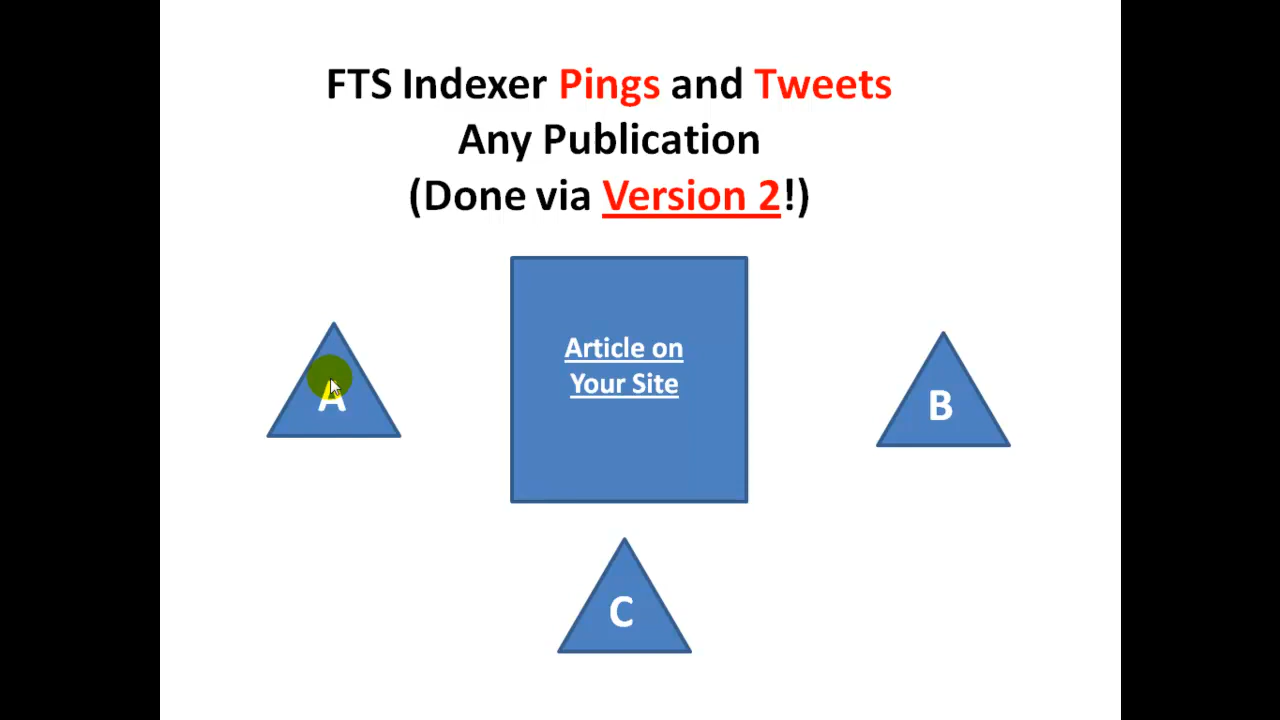 FTS Indexer Pings and Tweets
Any Publication
(Done via Version 2!)
Article on
Your Site
A
B
C